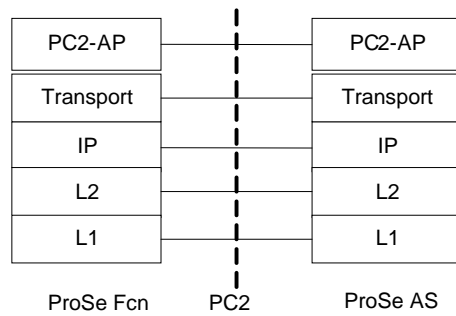 PC2-AP PC2-AP
Transport Transport
IP IP
L2 L2
L1 L1
ProSe Fcn PC2 ProSe AS